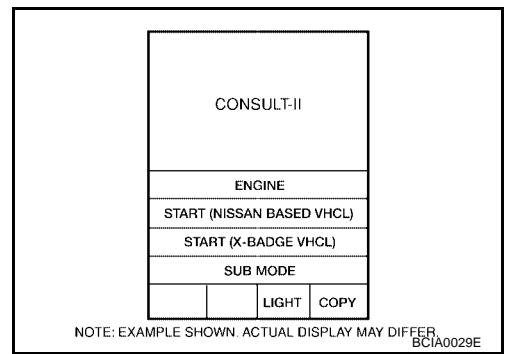 CONSULT-II
ENGINE
START (NISSAN BASED VHCL)
START (X-BADGE VHCL)
SUB MODE
LIGHT COPY
NOTE: EXAMPLE SHOWN. ACTUAL DISPLAY MAY DIFFER.
BCIA0029E